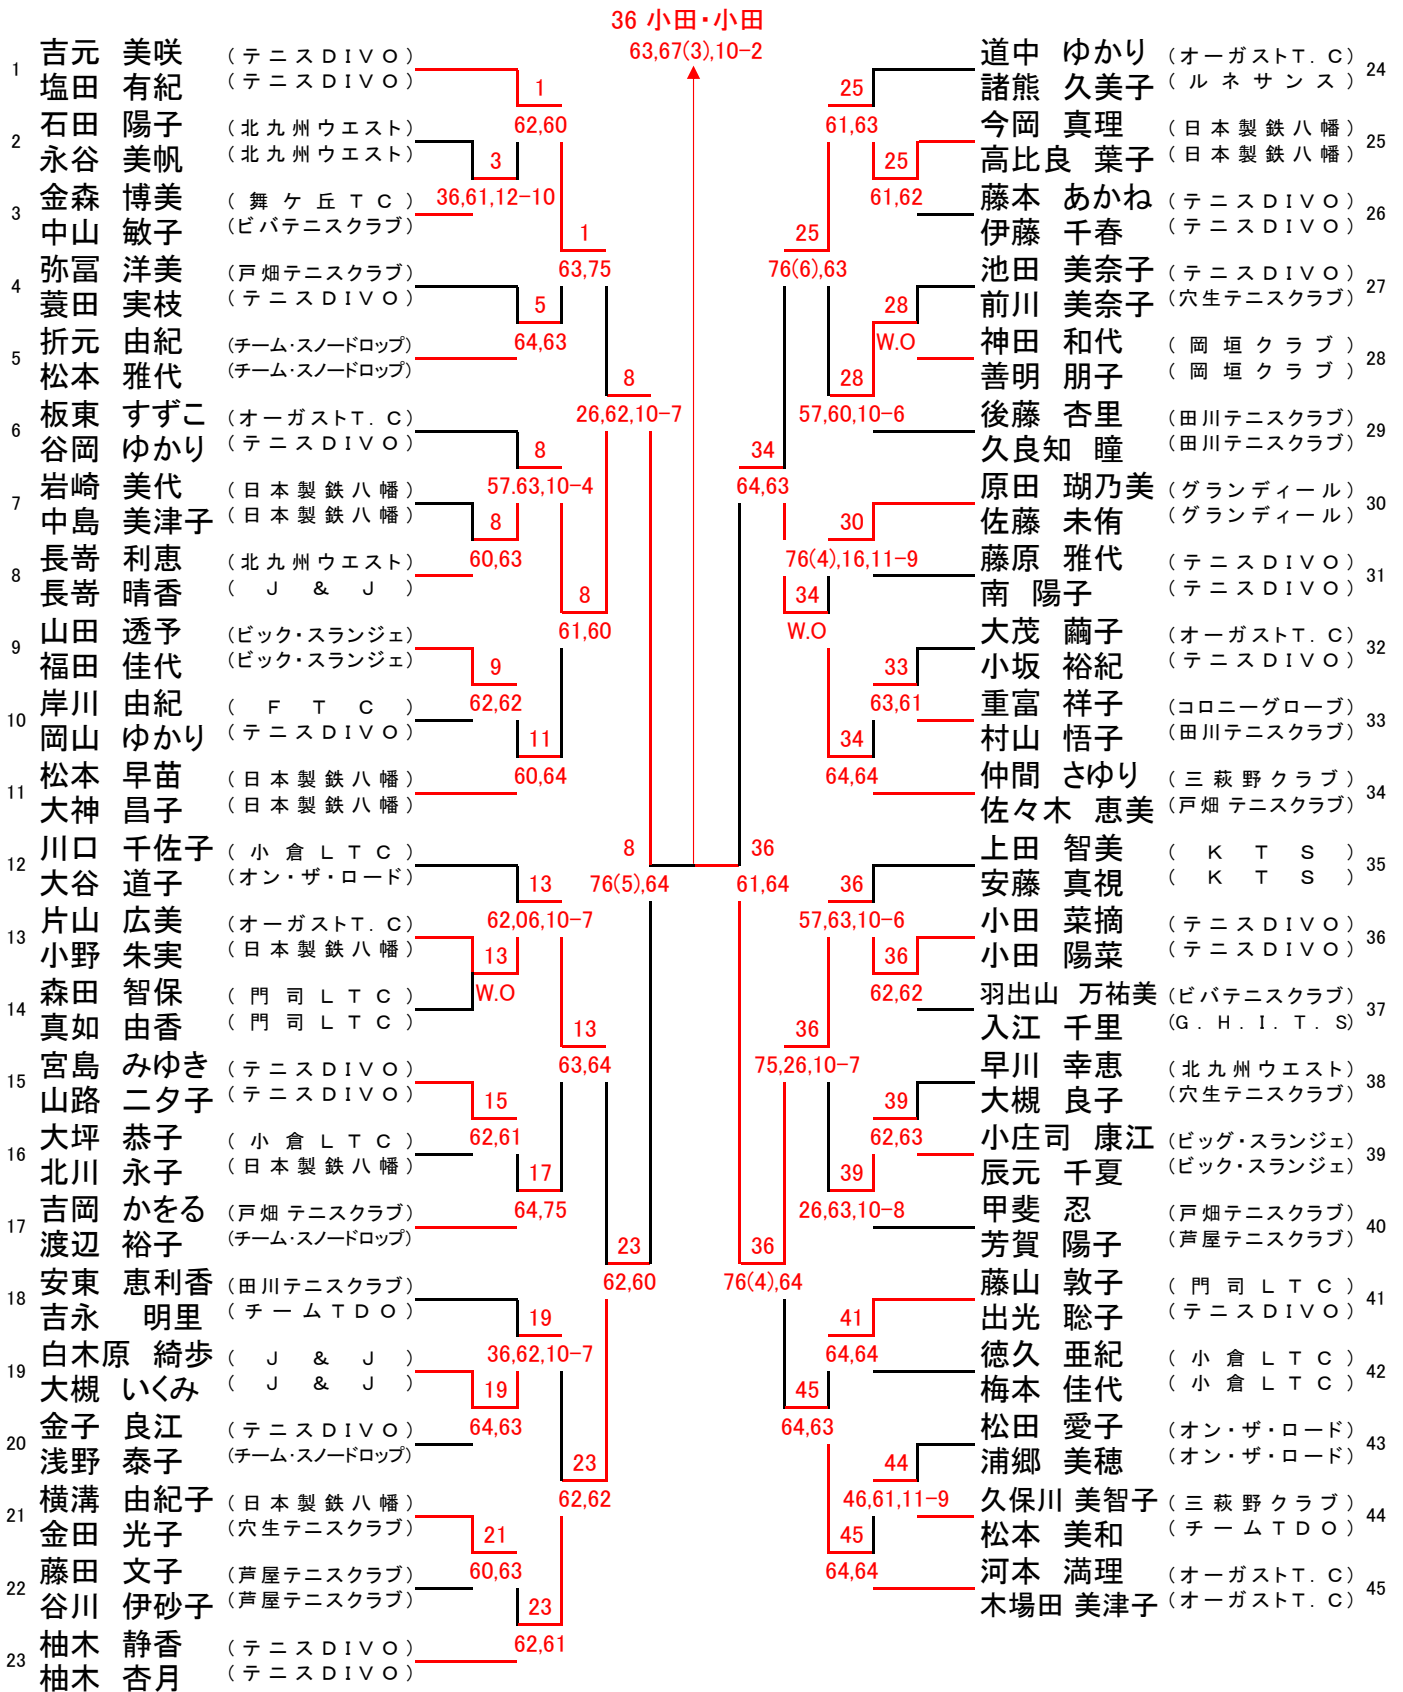 36 小田・小田
63,67(3),10-2
1
吉元 美咲 (テニスDIVO)
塩田 有紀 (テニスDIVO)
2
石田 陽子 (北九州ウエスト)
永谷 美帆 (北九州ウエスト)
3
金森 博美 (舞ケ丘TC)
中山 敏子 (ビバテニスクラブ)
4
弥冨 洋美 (戸畑テニスクラブ)
蓑田 実枝 (テニスDIVO)
5
折元 由紀 (チーム・スノードロップ)
松本 雅代 (チーム・スノードロップ)
6
板東 すずこ (オーガストT.C)
谷岡 ゆかり (テニスDIVO)
7
岩崎 美代 (日本製鉄八幡)
中島 美津子 (日本製鉄八幡)
8
長嵜 利恵 (北九州ウエスト)
長嵜 晴香 (J & J)
9
山田 透予 (ビック・スランジェ)
福田 佳代 (ビック・スランジェ)
10
岸川 由紀 (FTC)
岡山 ゆかり (テニスDIVO)
11
松本 早苗 (日本製鉄八幡)
大神 昌子 (日本製鉄八幡)
12
川口 千佐子 (小倉LTC)
大谷 道子 (オン・ザ・ロード)
13
片山 広美 (オーガストT.C)
小野 朱実 (日本製鉄八幡)
14
森田 智保 (門司LTC)
真如 由香 (門司LTC)
15
宮島 みゆき (テニスDIVO)
山路 二夕子 (テニスDIVO)
16
大坪 恭子 (小倉LTC)
北川 永子 (日本製鉄八幡)
17
吉岡 かをる (戸畑 テニスクラブ)
渡辺 裕子 (チーム・スノードロップ)
18
安東 恵利香 (田川テニスクラブ)
吉永 明里 (チームTDO)
19
白木原 綺歩 (J & J)
大槻 いくみ (J & J)
20
金子 良江 (テニスDIVO)
浅野 泰子 (チーム・スノードロップ)
21
横溝 由紀子 (日本製鉄八幡)
金田 光子 (穴生テニスクラブ)
22
藤田 文子 (芦屋テニスクラブ)
谷川 伊砂子 (芦屋テニスクラブ)
23
柚木 静香 (テニスDIVO)
柚木 杏月 (テニスDIVO)
1
62,60
3
36,61,12-10
1
63,75
5
64,63
8
26,62,10-7
8
57.63,10-4
8
60,63
8
61,60
9
62,62
11
60,64
8
76(5),64
13
62,06,10-7
13
W.O
13
63,64
15
62,61
17
64,75
23
62,60
19
36,62,10-7
19
64,63
23
62,62
21
60,63
23
62,61
25
61,63
25
61,62
25
76(6),63
28
W.O
28
57,60,10-6
34
64,63
30
76(4),16,11-9
34
W.O
33
63,61
34
64,64
36
61,64
36
57,63,10-6
36
62,62
36
75,26,10-7
39
62,63
39
26,63,10-8
36
76(4),64
41
64,64
45
64,63
44
46,61,11-9
45
64,64
道中 ゆかり (オーガストT.C)
諸熊 久美子 (ルネサンス)
24
今岡 真理 (日本製鉄八幡)
高比良 葉子 (日本製鉄八幡)
25
藤本 あかね (テニスDIVO)
伊藤 千春 (テニスDIVO)
26
池田 美奈子 (テニスDIVO)
前川 美奈子 (穴生テニスクラブ)
27
神田 和代 (岡垣クラブ)
善明 朋子 (岡垣クラブ)
28
後藤 杏里 (田川テニスクラブ)
久良知 瞳 (田川テニスクラブ)
29
原田 瑚乃美 (グランディール)
佐藤 未侑 (グランディール)
30
藤原 雅代 (テニスDIVO)
南 陽子 (テニスDIVO)
31
大茂 繭子 (オーガストT.C)
小坂 裕紀 (テニスDIVO)
32
重富 祥子 (コロニーグローブ)
村山 悟子 (田川テニスクラブ)
33
仲間 さゆり (三萩野クラブ)
佐々木 恵美 (戸畑 テニスクラブ)
34
上田 智美 (KTS)
安藤 真視 (KTS)
35
小田 菜摘 (テニスDIVO)
小田 陽菜 (テニスDIVO)
36
羽出山 万祐美 (ビバテニスクラブ)
入江 千里 (G.H.I.T.S)
37
早川 幸恵 (北九州ウエスト)
大槻 良子 (穴生テニスクラブ)
38
小庄司 康江 (ビッグ・スランジェ)
辰元 千夏 (ビック・スランジェ)
39
甲斐 忍 (戸畑テニスクラブ)
芳賀 陽子 (芦屋テニスクラブ)
40
藤山 敦子 (門司LTC)
出光 聡子 (テニスDIVO)
41
徳久 亜紀 (小倉LTC)
梅本 佳代 (小倉LTC)
42
松田 愛子 (オン・ザ・ロード)
浦郷 美穂 (オン・ザ・ロード)
43
久保川 美智子 (三萩野クラブ)
松本 美和 (チームTDO)
44
河本 満理 (オーガストT.C)
木場田 美津子 (オーガストT.C)
45